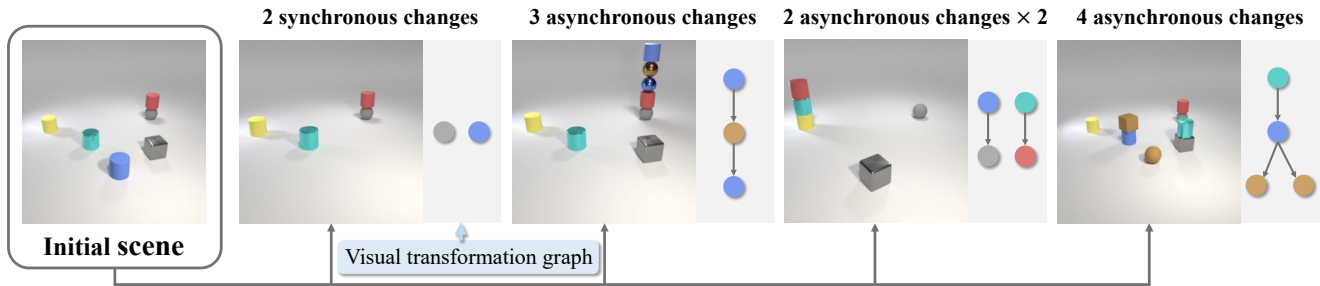 2 synchronous changes
3 asynchronous changes
2 asynchronous changes × 2
4 asynchronous changes
Initial scene
Visual transformation graph